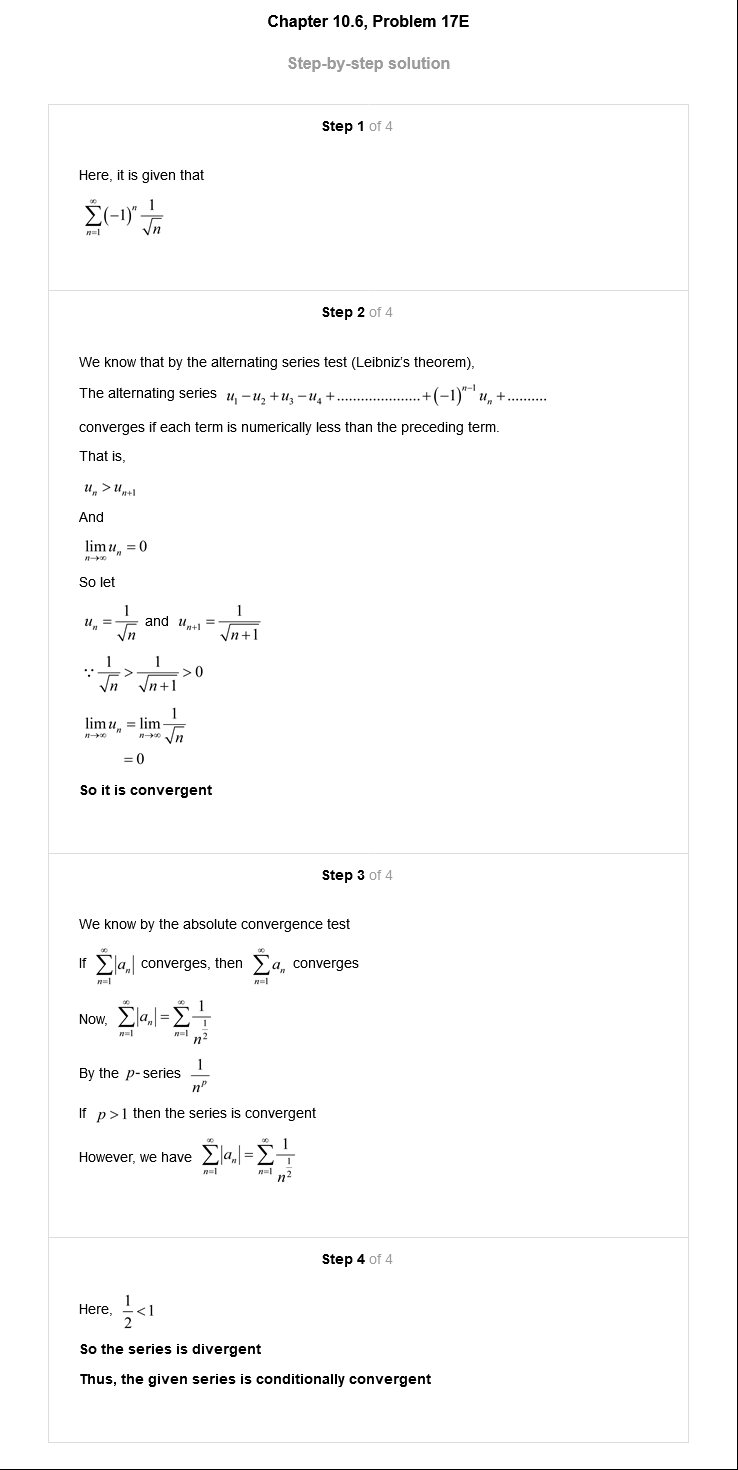 Chapter 10.6, Problem 17E
Step-by-step solution
Step 1 of 4
Here, it is given that
$\sum_{n=1}^{\infty}(-1)^n \frac{1}{\sqrt{n}}$
Step 2 of 4
We know that by the alternating series test (Leibniz's theorem),
The alternating series $u_1 - u_2 + u_3 - u_4 + ..................... + (-1)^{n-1} u_n + ..........$
converges if each term is numerically less than the preceding term.
That is,
$u_n > u_{n+1}$
And
$\lim_{n \to \infty} u_n = 0$
So let
$u_n = \frac{1}{\sqrt{n}}$ and $u_{n+1} = \frac{1}{\sqrt{n+1}}$
$\because \frac{1}{\sqrt{n}} > \frac{1}{\sqrt{n+1}} > 0$
$\lim_{n \to \infty} u_n = \lim_{n \to \infty} \frac{1}{\sqrt{n}}$
$= 0$
So it is convergent
Step 3 of 4
We know by the absolute convergence test
If $\sum_{n=1}^{\infty} |a_n|$ converges, then $\sum_{n=1}^{\infty} a_n$ converges
Now, $\sum_{n=1}^{\infty} |a_n| = \sum_{n=1}^{\infty} \frac{1}{n^{\frac{1}{2}}}$
By the $p$-series $\frac{1}{n^p}$
If $p > 1$ then the series is convergent
However, we have $\sum_{n=1}^{\infty} |a_n| = \sum_{n=1}^{\infty} \frac{1}{n^{\frac{1}{2}}}$
Step 4 of 4
Here, $\frac{1}{2} < 1$
So the series is divergent
Thus, the given series is conditionally convergent